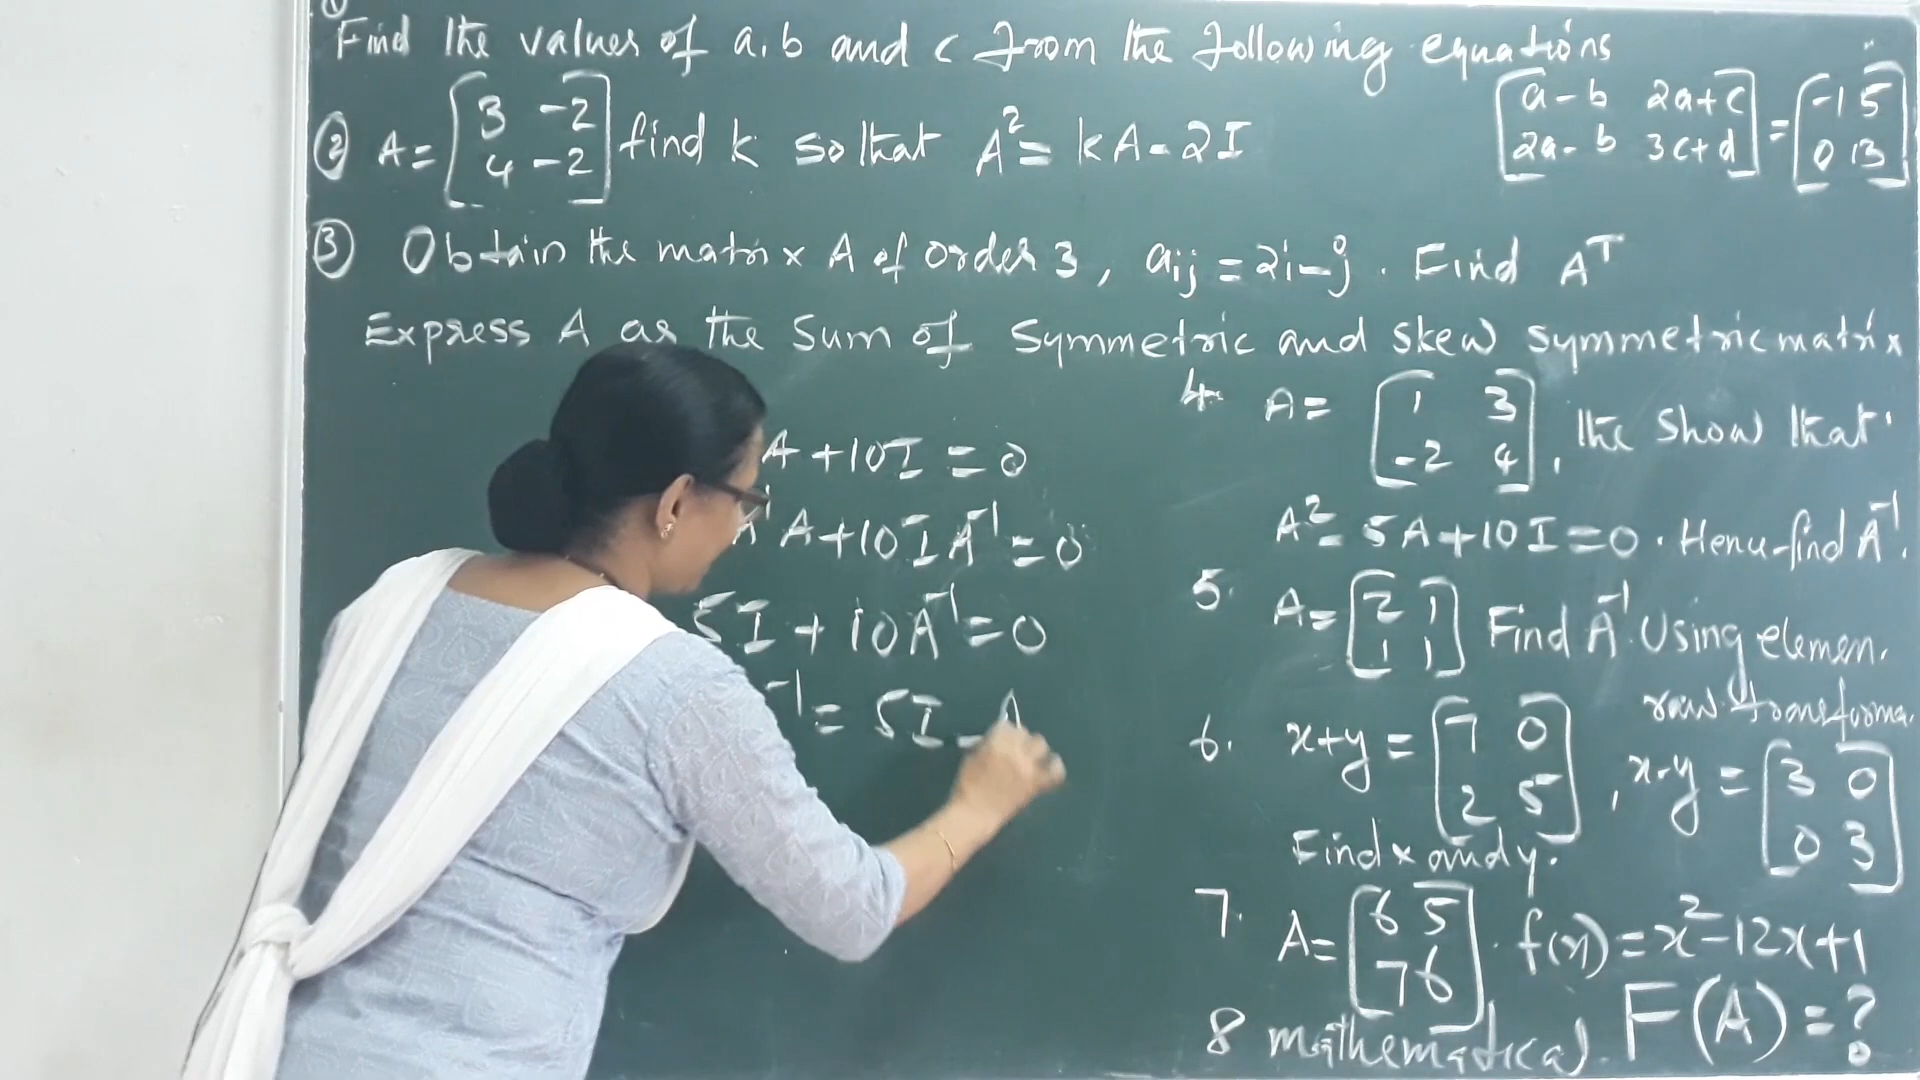 ①
Find the values of a, b and c from the following equations
[a-b 2a+c
2a-b 3c+d] = [-1 5
0 13]
② A = [3 -2
4 -2] find k so that A² = kA - 2I
③ Obtain the matrix A of order 3, aij = 2i-j. Find Aᵀ
Express A as the sum of symmetric and skew symmetric matrix
A + 10I = 0
A⁻¹ A + 10I A⁻¹ = 0
5I + 10A⁻¹ = 0
⁻¹ = 5I - A
4. A = [1 3
-2 4], the show that
A² - 5A + 10I = 0. Hence find A⁻¹.
5. A = [2 1
1 1] Find A⁻¹ Using elemen.
row transforma.
6. x+y = [7 0
2 5], x-y = [3 0
0 3]
Find x and y.
7. A = [6 5
7 6]. f(x) = x² - 12x + 1
F(A) = ?
8 mathematical.